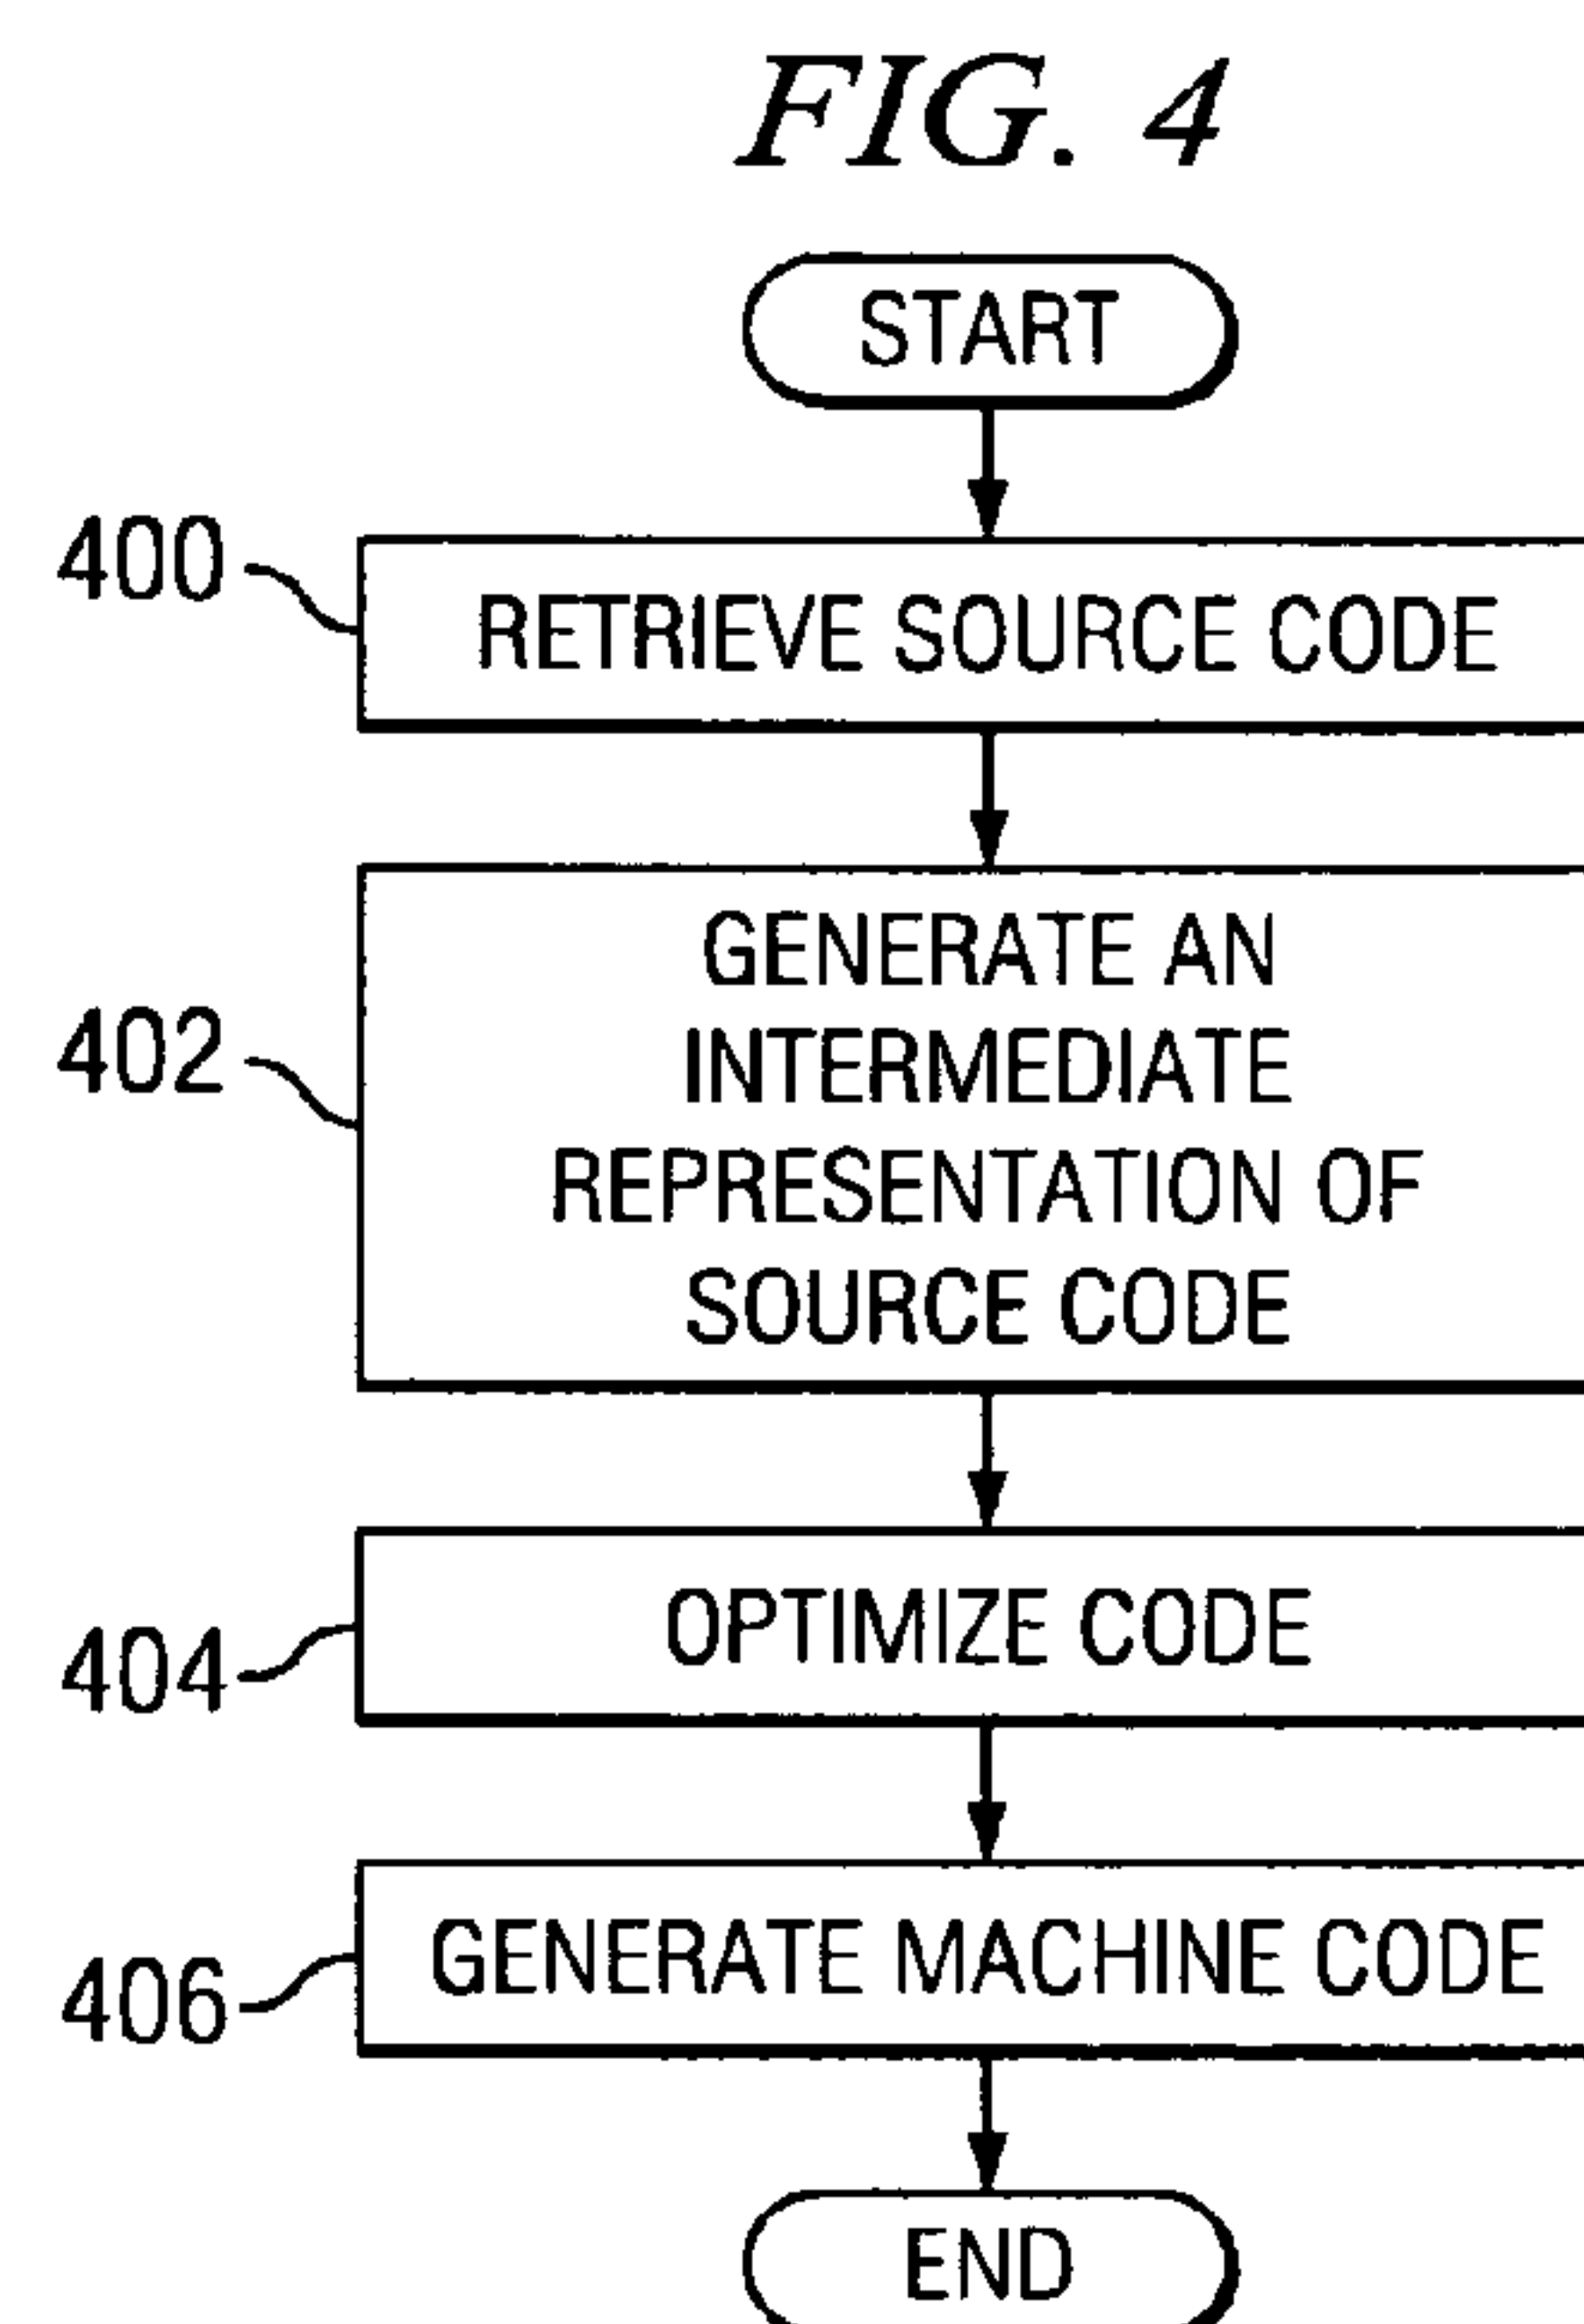 FIG. 4
START
400
RETRIEVE SOURCE CODE
402
GENERATE AN
INTERMEDIATE
REPRESENTATION OF
SOURCE CODE
404
OPTIMIZE CODE
406
GENERATE MACHINE CODE
END